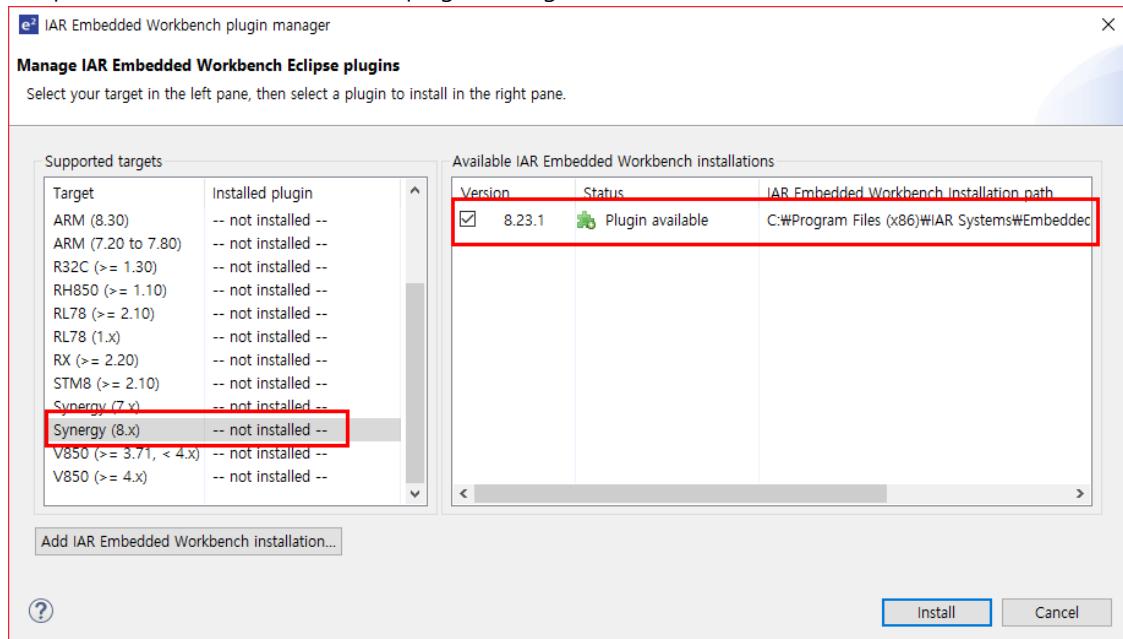 e² IAR Embedded Workbench plugin manager
Manage IAR Embedded Workbench Eclipse plugins
Select your target in the left pane, then select a plugin to install in the right pane.
Supported targets
Target Installed plugin
ARM (8.30) -- not installed --
ARM (7.20 to 7.80) -- not installed --
R32C (>= 1.30) -- not installed --
RH850 (>= 1.10) -- not installed --
RL78 (>= 2.10) -- not installed --
RL78 (1.x) -- not installed --
RX (>= 2.20) -- not installed --
STM8 (>= 2.10) -- not installed --
Synergy (7.x) -- not installed --
Synergy (8.x) -- not installed --
V850 (>= 3.71, < 4.x) -- not installed --
V850 (>= 4.x) -- not installed --
Available IAR Embedded Workbench installations
Version Status IAR Embedded Workbench Installation path
8.23.1 Plugin available C:₩Program Files (x86)₩IAR Systems₩Embedded
Add IAR Embedded Workbench installation...
Install Cancel